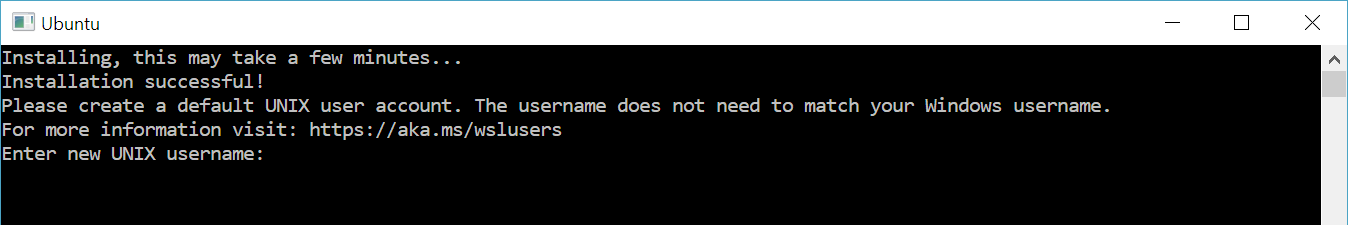 Ubuntu
Installing, this may take a few minutes...
Installation successful!
Please create a default UNIX user account. The username does not need to match your Windows username.
For more information visit: https://aka.ms/wslusers
Enter new UNIX username: